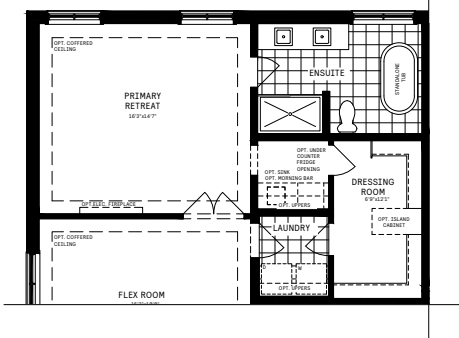 OPT. COFFERED
CEILING
PRIMARY
RETREAT
16'3"x14'7"
OPT.ELEC. FIREPLACE
ENSUITE
STANDALONE
TUB
OPT. UNDER
COUNTER
FRIDGE
OPENING
OPT. SINK
OPT. MORNING BAR
OPT. UPPERS
DRESSING
ROOM
6'9"x12'1"
OPT. ISLAND
CABINET
LAUNDRY
D
W
OPT. UPPERS
OPT. COFFERED
CEILING
FLEX ROOM